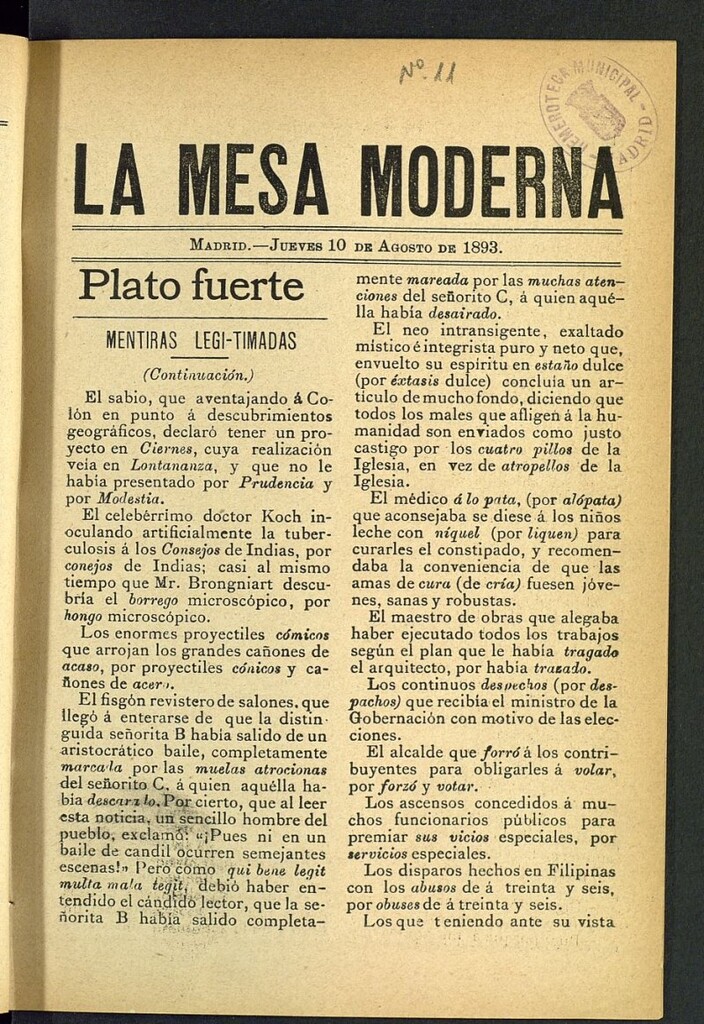 Nº. 11
HEMEROTECA MUNICIPAL - MADRID -
LA MESA MODERNA
MADRID.—JUEVES 10 DE AGOSTO DE 1893.
Plato fuerte
MENTIRAS LEGI-TIMADAS
(Continuación.)
El sabio, que aventajando á Co-
lón en punto á descubrimientos
geográficos, declaró tener un pro-
yecto en Ciernes, cuya realización
veía en Lontananza, y que no le
había presentado por Prudencia y
por Modestia.
El celebérrimo doctor Koch in-
oculando artificialmente la tuber-
culosis á los Consejos de Indias, por
conejos de Indias; casi al mismo
tiempo que Mr. Brongniart descu-
bría el borrego microscópico, por
hongo microscópico.
Los enormes proyectiles cómicos
que arrojan los grandes cañones de
acaso, por proyectiles cónicos y ca-
ñones de acero.
El fisgón revistero de salones, que
llegó á enterarse de que la distin-
guida señorita B había salido de un
aristocrático baile, completamente
marcada por las muelas atrocionas
del señorito C, á quien aquélla ha-
bía descarzlo. Por cierto, que al leer
esta noticia, un sencillo hombre del
pueblo, exclamó: «¡Pues ni en un
baile de candil ocurren semejantes
escenas!» Pero como qui bene legit
multa mala tegit, debió haber en-
tendido el cándido lector, que la se-
ñorita B había salido completa-
mente mareada por las muchas aten-
ciones del señorito C, á quien aqué-
lla había desairado.
El neo intransigente, exaltado
místico é integrista puro y neto que,
envuelto su espíritu en estaño dulce
(por éxtasis dulce) concluía un ar-
tículo de mucho fondo, diciendo que
todos los males que afligen á la hu-
manidad son enviados como justo
castigo por los cuatro pillos de la
Iglesia, en vez de atropellos de la
Iglesia.
El médico á lo pata, (por alópata)
que aconsejaba se diese á los niños
leche con níquel (por liquen) para
curarles el constipado, y recomen-
daba la conveniencia de que las
amas de cura (de cría) fuesen jóve-
nes, sanas y robustas.
El maestro de obras que alegaba
haber ejecutado todos los trabajos
según el plan que le había tragado
el arquitecto, por había trazado.
Los continuos despechos (por des-
pachos) que recibía el ministro de la
Gobernación con motivo de las elec-
ciones.
El alcalde que forró á los contri-
buyentes para obligarles á volar,
por forzó y votar.
Los ascensos concedidos á mu-
chos funcionarios públicos para
premiar sus vicios especiales, por
servicios especiales.
Los disparos hechos en Filipinas
con los abusos de á treinta y seis,
por obuses de á treinta y seis.
Los que teniendo ante su vista